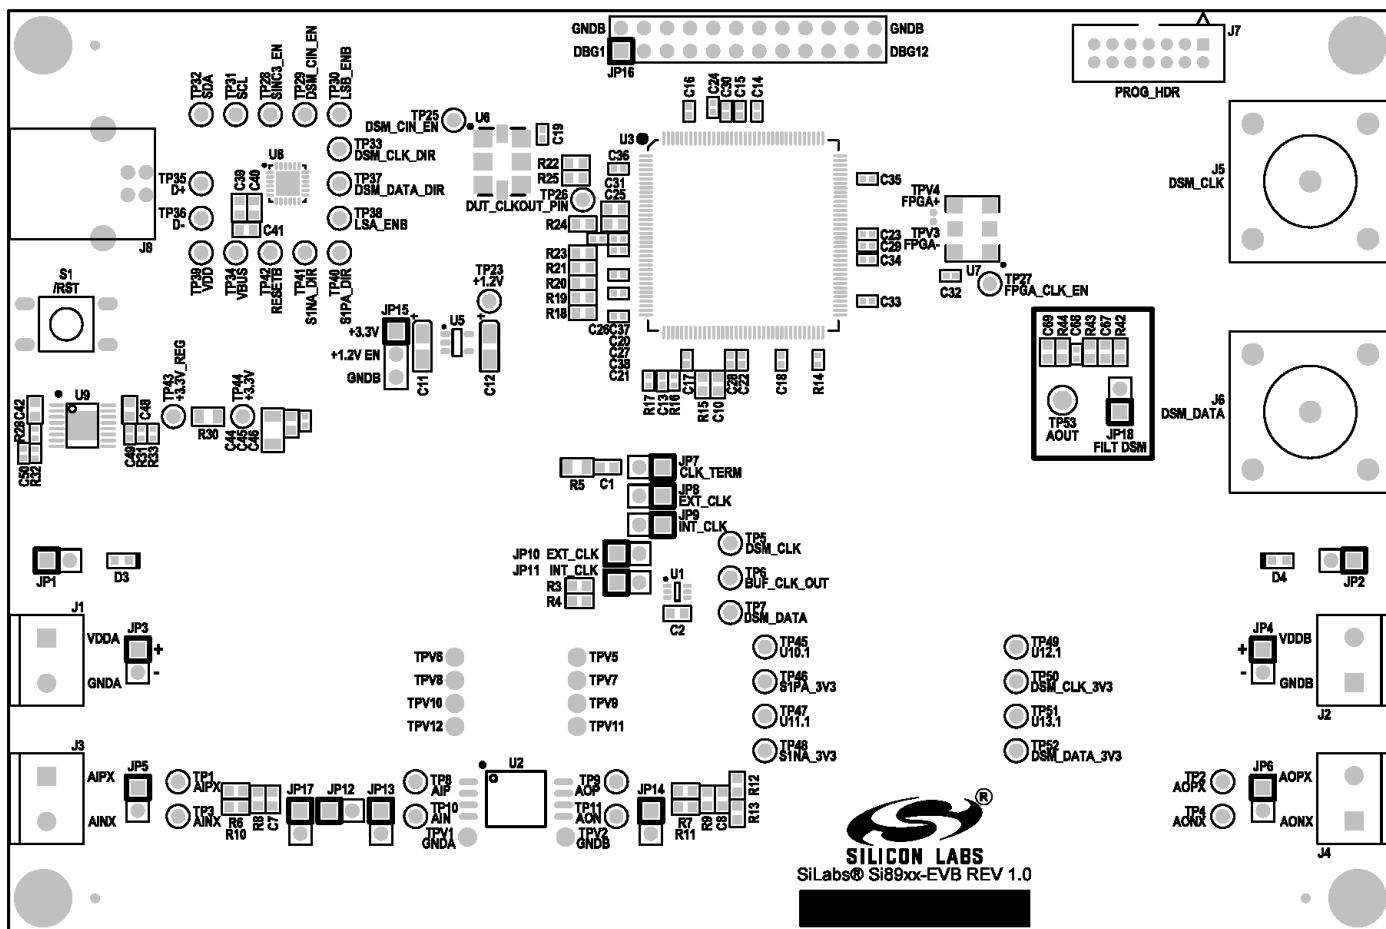 GNDB
GNDB
DBG1
DBG12
JP16
J7
PROG_HDR
TP32
SDA
TP31
SCL
TP28
SINC3_EN
TP29
DSM_CIN_EN
TP30
LSB_ENB
TP25
DSM_CIN_EN
U6
C19
C16
C24
C30
C15
C14
U3
TP33
DSM_CLK_DIR
U8
TP35
D+
C39
C40
TP37
DSM_DATA_DIR
TP36
D-
TP38
LSA_ENB
C41
J8
R22
R25
TP26
DUT_CLKOUT_PIN
C36
C31
C25
R24
R23
R21
R20
R19
R18
C35
TPV4
FPGA+
C23
C29
C34
TPV3
FPGA-
U7
C33
C32
TP27
FPGA_CLK_EN
J5
DSM_CLK
TP39
VDD
TP34
VBUS
TP42
RESETB
TP41
S1NA_DIR
TP40
S1PA_DIR
S1
/RST
TP23
+1.2V
JP15
+3.3V
+1.2V EN
GNDB
+
C11
U5
+
C12
C26
C37
C20
C27
C38
C21
R17
C13
R16
C17
R15
C10
C28
C22
C18
R14
C69
R44
C68
R43
C67
R42
TP53
AOUT
JP18
FILT DSM
J6
DSM_DATA
TP43
+3.3V_REG
TP44
+3.3V
C42
R28
U9
C48
C50
R32
C49
R31
R33
R30
C44
C45
C46
R5
C1
JP7
CLK_TERM
JP8
EXT_CLK
JP9
INT_CLK
JP10 EXT_CLK
JP11 INT_CLK
R3
R4
U1
C2
TP5
DSM_CLK
TP6
BUF_CLK_OUT
TP7
DSM_DATA
JP1
D3
D4
JP2
J1
VDDA
GNDA
JP3
+
-
TPV6
TPV5
TPV8
TPV7
TPV10
TPV9
TPV12
TPV11
TP45
U10.1
TP46
S1PA_3V3
TP47
U11.1
TP48
S1NA_3V3
TP49
U12.1
TP50
DSM_CLK_3V3
TP51
U13.1
TP52
DSM_DATA_3V3
JP4
+
-
VDDB
GNDB
J2
J3
AIPX
AINX
JP5
TP1
AIPX
TP3
AINX
R6
R10
R8
C7
JP17
JP12
JP13
TP8
AIP
TP10
AIN
TPV1
GNDA
U2
TP9
AOP
TP11
AON
TPV2
GNDB
JP14
R7
R11
R9
C8
R12
R13
TP2
AOPX
TP4
AONX
JP6
AOPX
AONX
J4
®
SILICON LABS
SiLabs® Si89xx-EVB REV 1.0